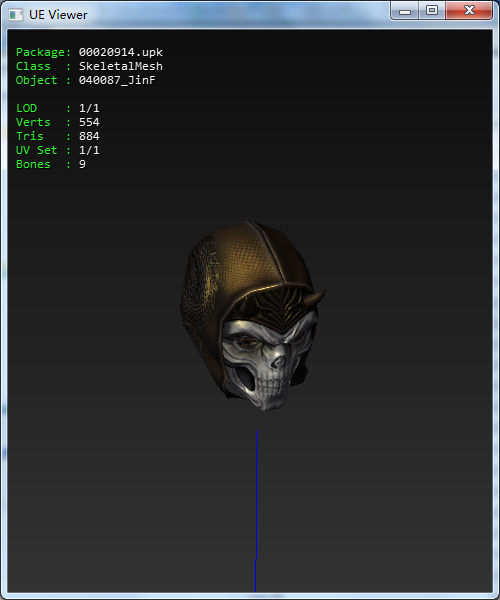 UE Viewer
Package: 00020914.upk
Class : SkeletalMesh
Object : 040087_JinF
LOD : 1/1
Verts : 554
Tris : 884
UV Set : 1/1
Bones : 9